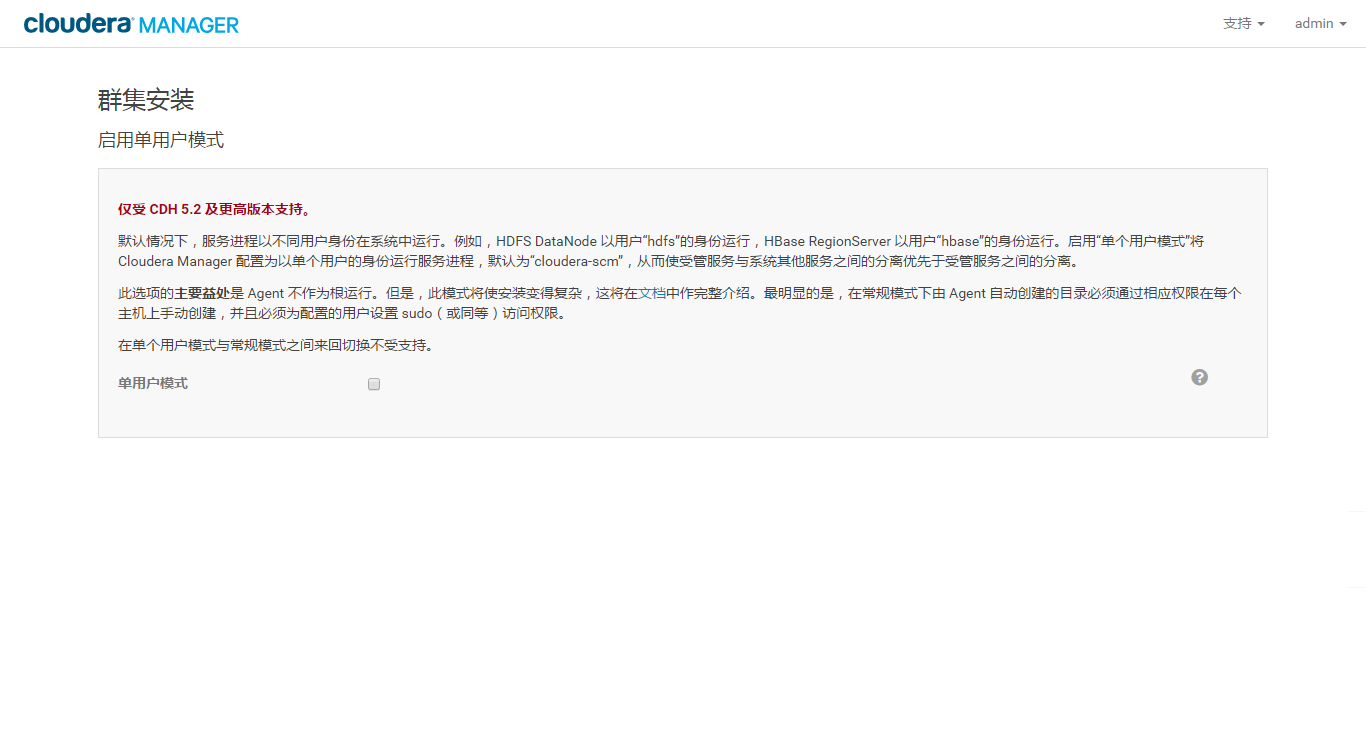 cloudera MANAGER
支持 admin
群集安装
启用单用户模式
仅受 CDH 5.2 及更高版本支持。
默认情况下，服务进程以不同用户身份在系统中运行。例如，HDFS DataNode 以用户“hdfs”的身份运行，HBase RegionServer 以用户“hbase”的身份运行。启用“单个用户模式”将
Cloudera Manager 配置为以单个用户的身份运行服务进程，默认为“cloudera-scm”，从而使受管服务与系统其他服务之间的分离优先于受管服务之间的分离。
此选项的主要益处是 Agent 不作为根运行。但是，此模式将使安装变得复杂，这将在文档中作完整介绍。最明显的是，在常规模式下由 Agent 自动创建的目录必须通过相应权限在每个
主机上手动创建，并且必须为配置的用户设置 sudo（或同等）访问权限。
在单个用户模式与常规模式之间来回切换不受支持。
单用户模式